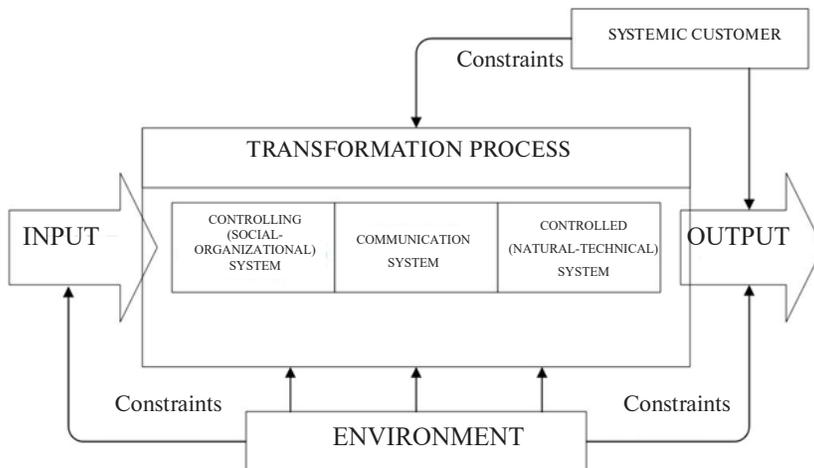 SYSTEMIC CUSTOMER
Constraints
TRANSFORMATION PROCESS
INPUT
CONTROLLING
(SOCIAL-
ORGANIZATIONAL)
SYSTEM
COMMUNICATION
SYSTEM
CONTROLLED
(NATURAL-TECHNICAL)
SYSTEM
OUTPUT
Constraints
Constraints
ENVIRONMENT